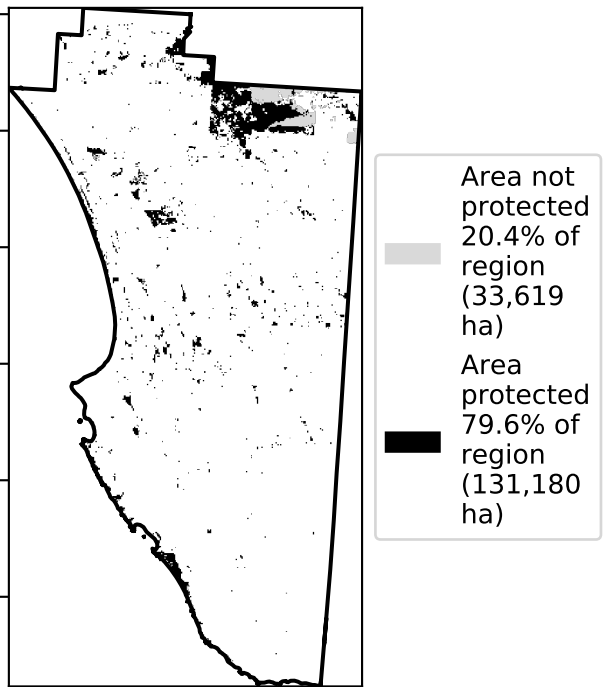 Area not
protected
20.4% of
region
(33,619
ha)
Area
protected
79.6% of
region
(131,180
ha)